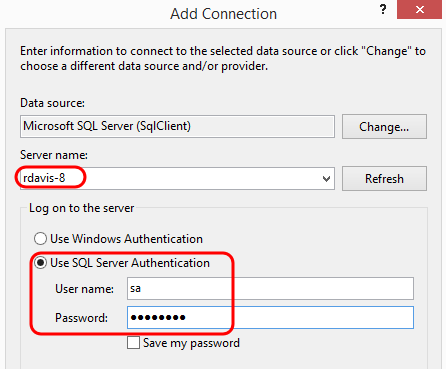 Add Connection
? ×
Enter information to connect to the selected data source or click "Change" to
choose a different data source and/or provider.
Data source:
Microsoft SQL Server (SqlClient)
Change...
Server name:
rdavis-8
Refresh
Log on to the server
Use Windows Authentication
Use SQL Server Authentication
User name:
sa
Password:
●●●●●●●●
Save my password